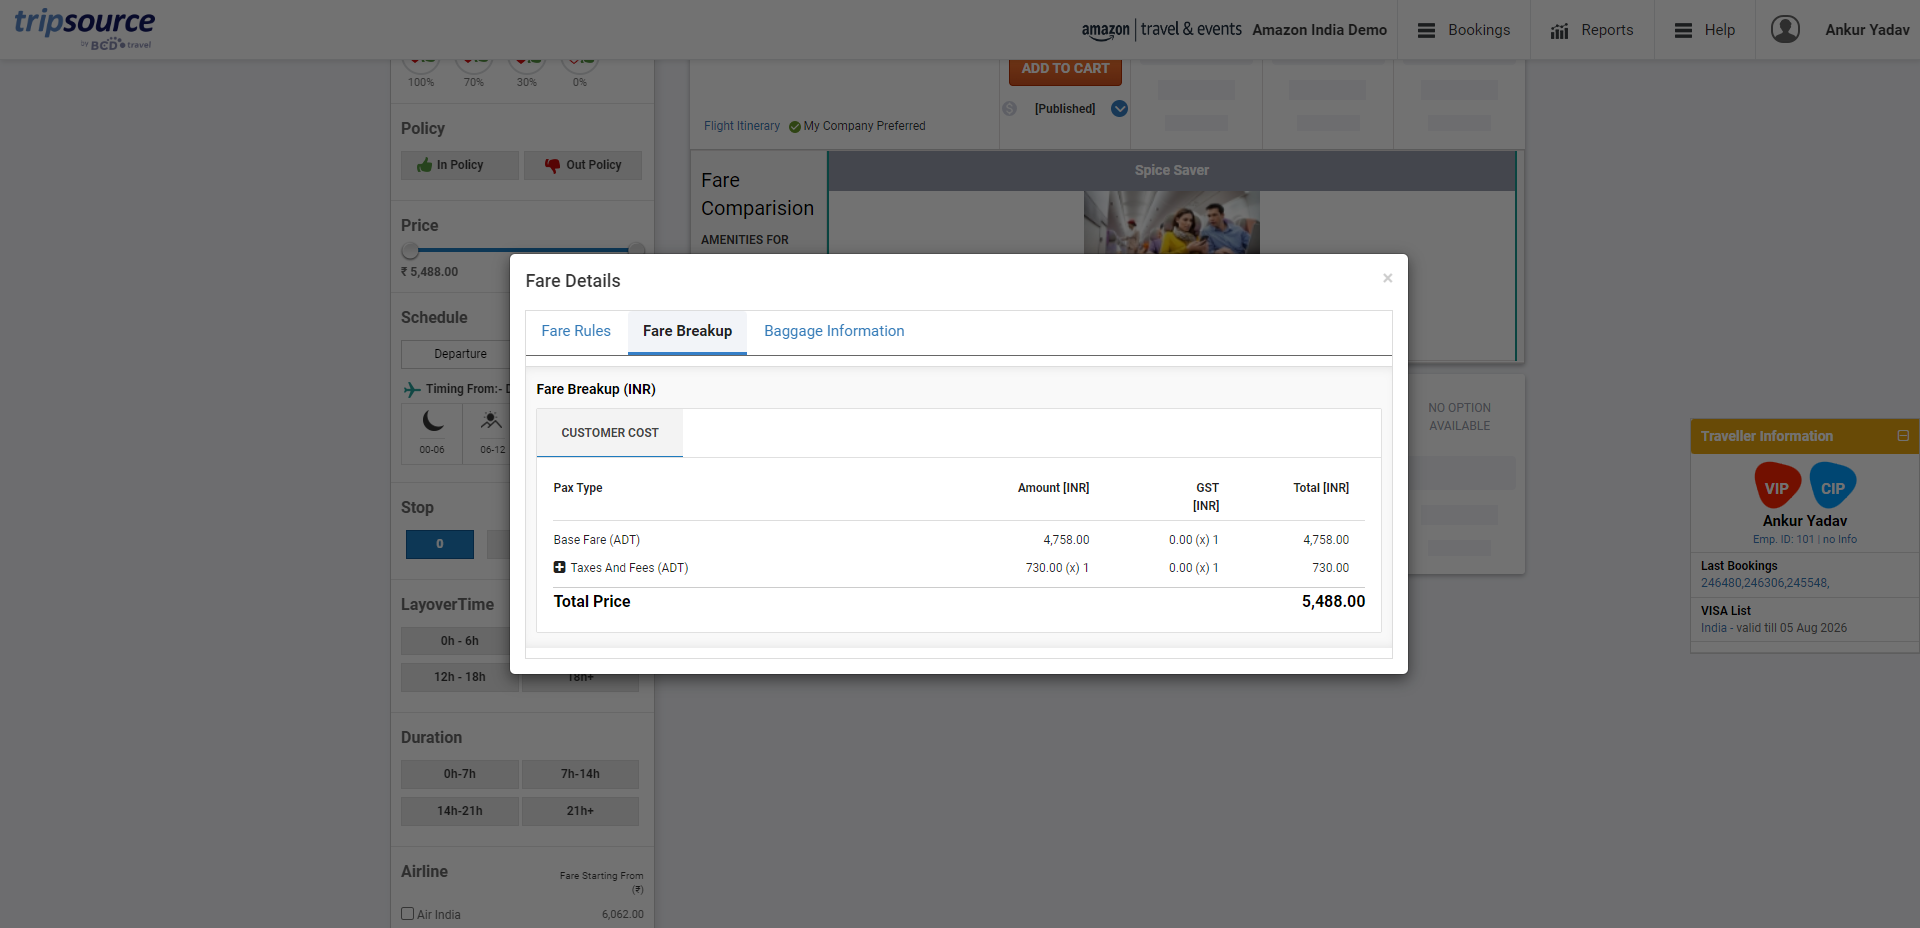 tripsource
by BCD travel
amazon | travel & events Amazon India Demo
Bookings
Reports
Help
Ankur Yadav
100% 70% 30% 0%
Policy
In Policy Out Policy
Price
₹ 5,488.00
Schedule
Departure
Timing From:- D
00-06 06-12
Stop
0
LayoverTime
0h - 6h
12h - 18h 18h+
Duration
0h-7h 7h-14h
14h-21h 21h+
Airline Fare Starting From
(₹)
Air India 6,062.00
ADD TO CART
[Published]
Flight Itinerary My Company Preferred
Fare
Comparision
AMENITIES FOR
Spice Saver
Fare Details ×
Fare Rules Fare Breakup Baggage Information
Fare Breakup (INR)
CUSTOMER COST
Pax Type Amount [INR] GST
[INR] Total [INR]
Base Fare (ADT) 4,758.00 0.00 (x) 1 4,758.00
Taxes And Fees (ADT) 730.00 (x) 1 0.00 (x) 1 730.00
Total Price 5,488.00
NO OPTION
AVAILABLE
Traveller Information
VIP CIP
Ankur Yadav
Emp. ID: 101 | no Info
Last Bookings
246480,246306,245548,
VISA List
India - valid till 05 Aug 2026